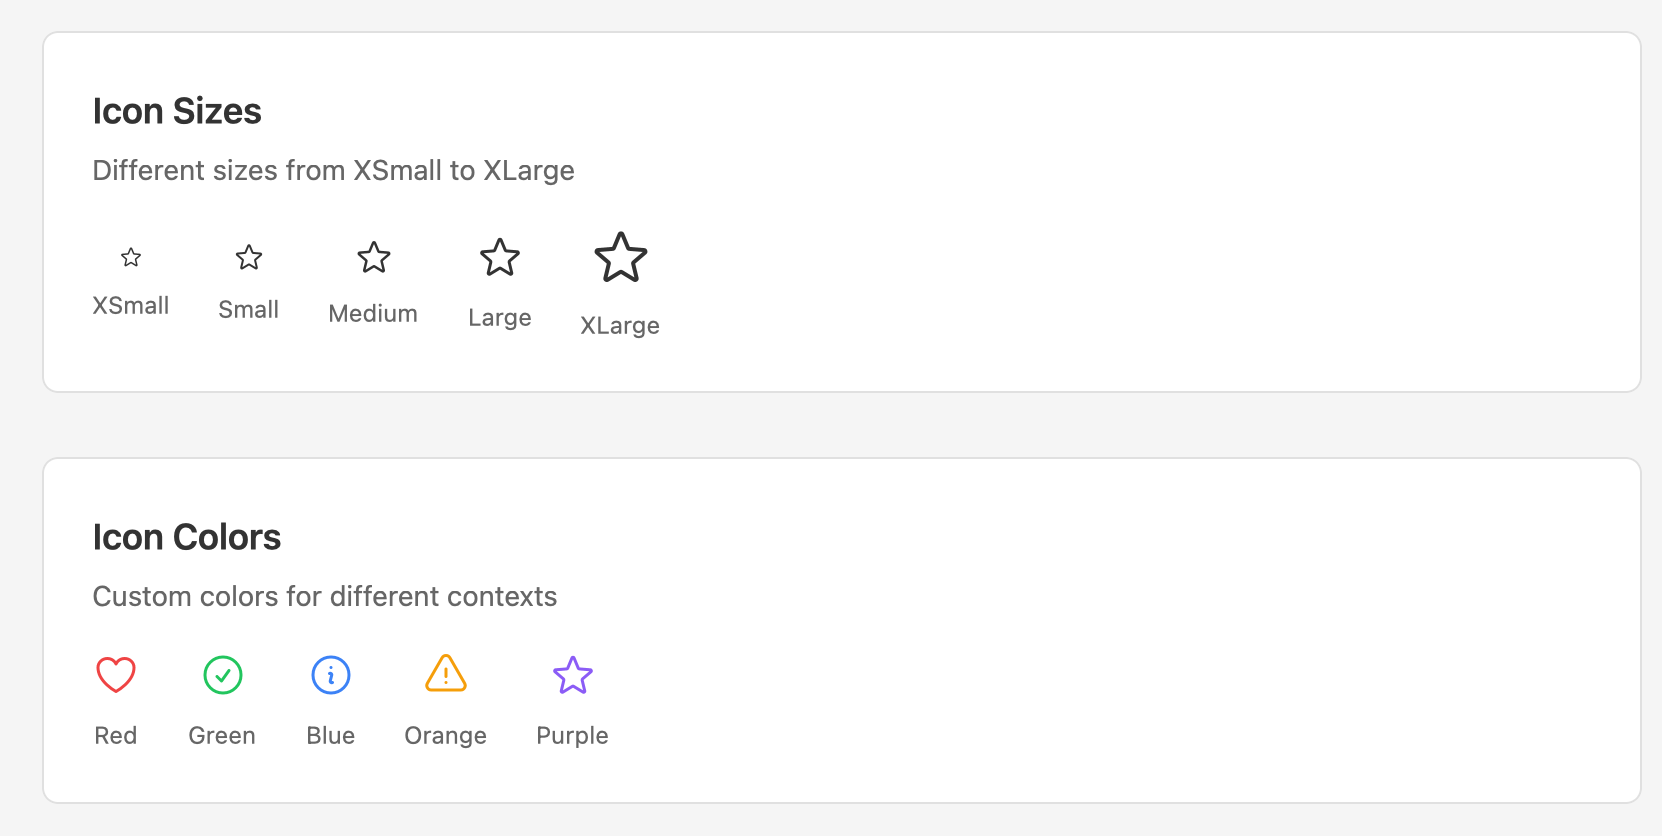 Icon Sizes
Different sizes from XSmall to XLarge
XSmall
Small
Medium
Large
XLarge
Icon Colors
Custom colors for different contexts
Red
Green
Blue
Orange
Purple